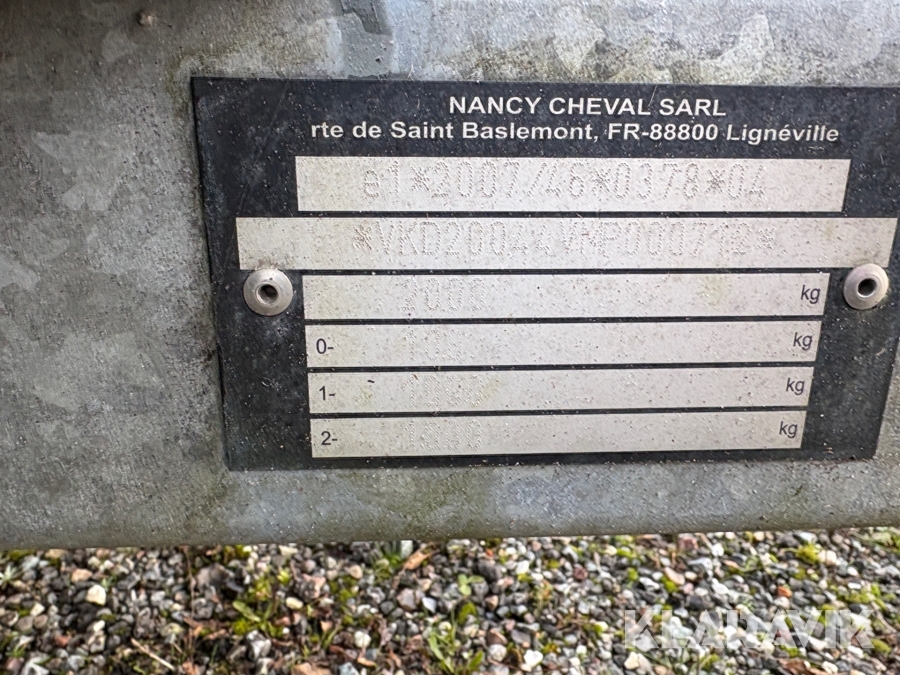 NANCY CHEVAL SARL
rte de Saint Baslemont, FR-88800 Lignéville
e1*2007/46*0378*04
2000 kg
0- kg
1- kg
2- kg
KLARAVIK